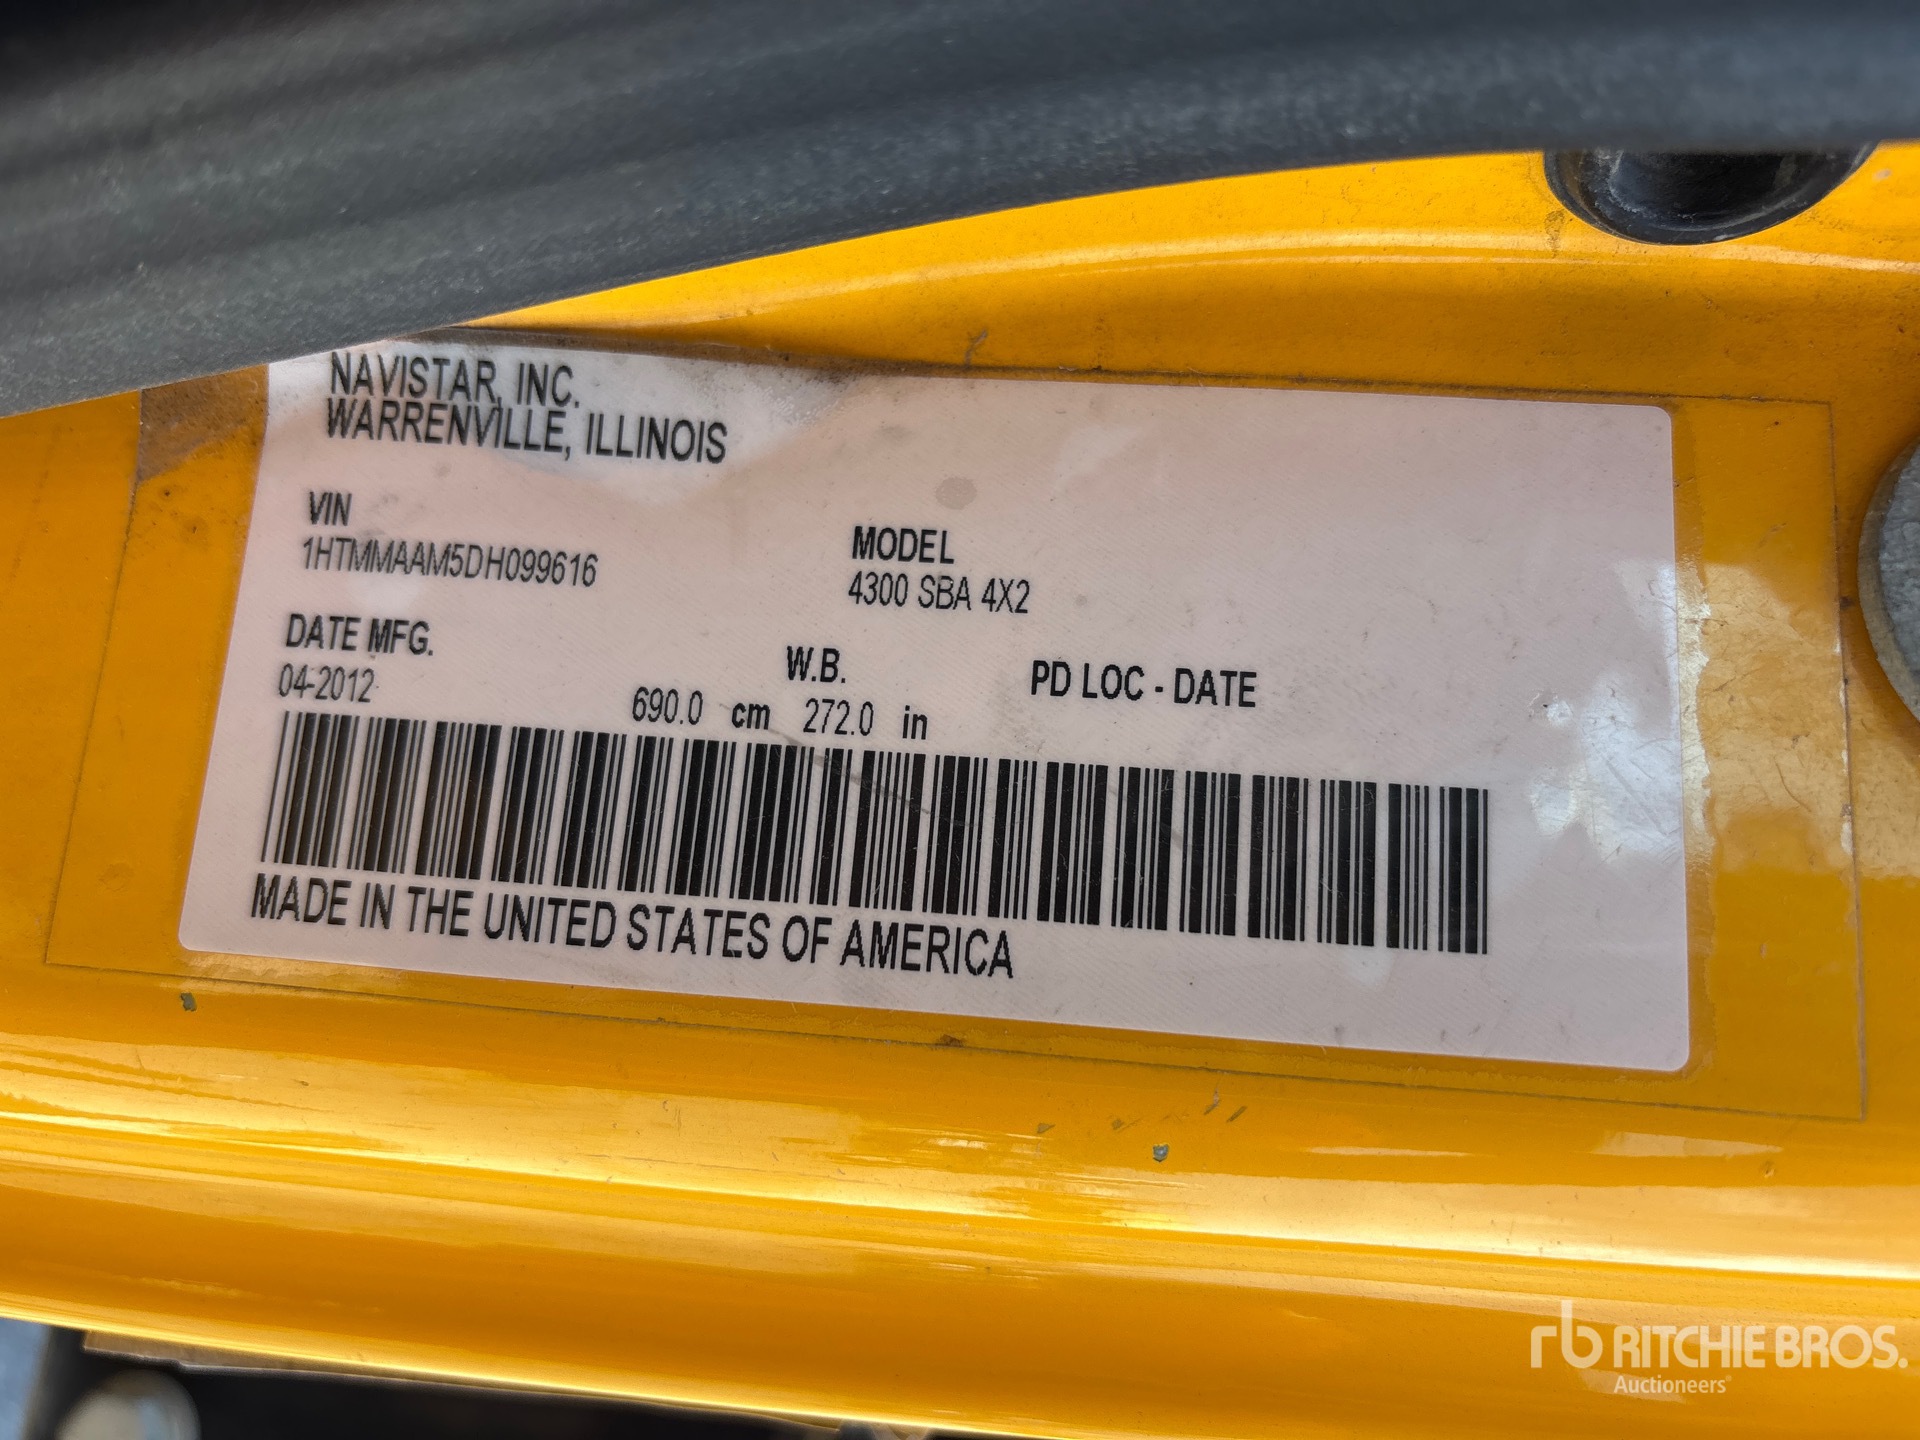 NAVISTAR, INC.
WARRENVILLE, ILLINOIS
VIN
1HTMMAAM5DH099616
MODEL
4300 SBA 4X2
DATE MFG.
04-2012
W.B.
690.0 cm 272.0 in
PD LOC - DATE
MADE IN THE UNITED STATES OF AMERICA
rb RITCHIE BROS.
Auctioneers